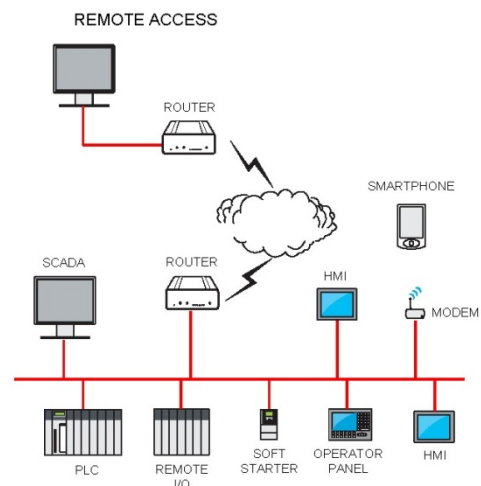 REMOTE ACCESS
ROUTER
SMARTPHONE
SCADA
ROUTER
HMI
MODEM
PLC
REMOTE
I/O
SOFT
STARTER
OPERATOR
PANEL
HMI